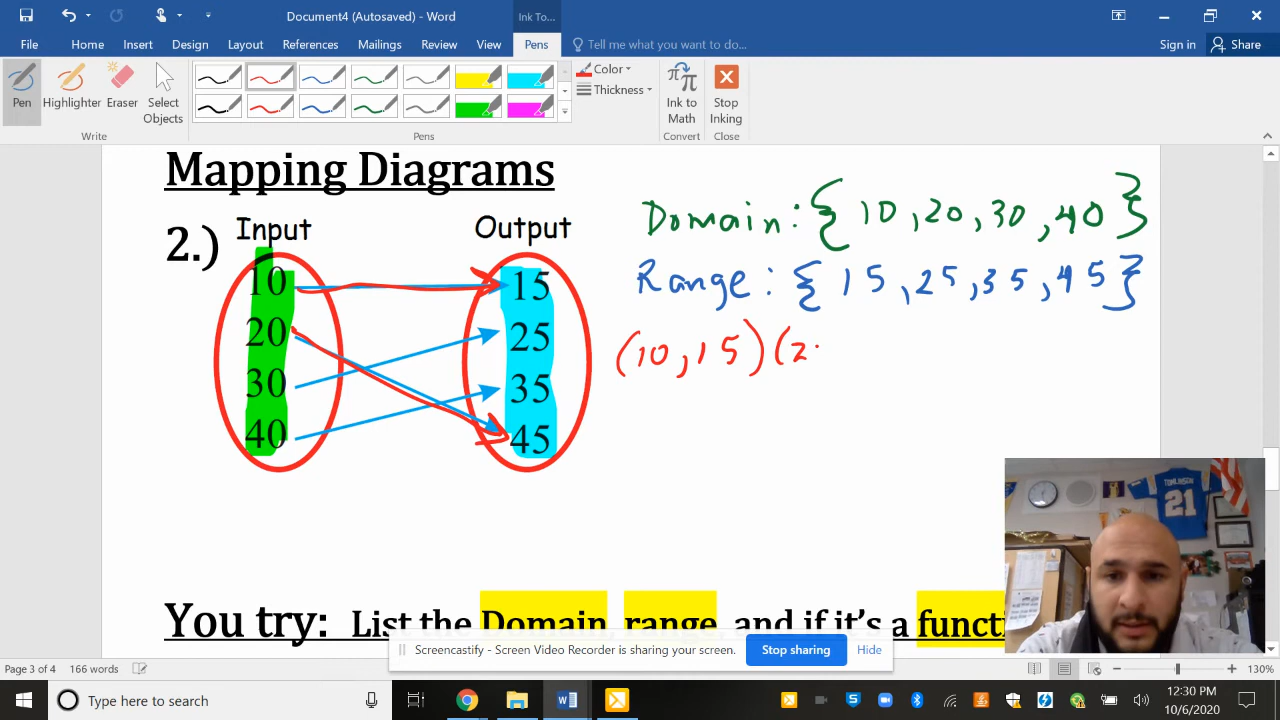 Document4 (Autosaved) - Word
Ink To...
File Home Insert Design Layout References Mailings Review View Pens Tell me what you want to do...
Sign in Share
Pen Highlighter Eraser Select Objects
Color
Thickness
Ink to Math Stop Inking
Write Pens Convert Close
Mapping Diagrams
2.)
Input Output
10 15
20 25
30 35
40 45
Domain: { 10, 20, 30, 40 }
Range: { 15, 25, 35, 45 }
(10, 15) (2
TOMLINSON
21
You try: List the Domain, range, and if it's a functi
Screencastify - Screen Video Recorder is sharing your screen. Stop sharing Hide
Page 3 of 4 166 words
130%
Type here to search
12:30 PM
10/6/2020